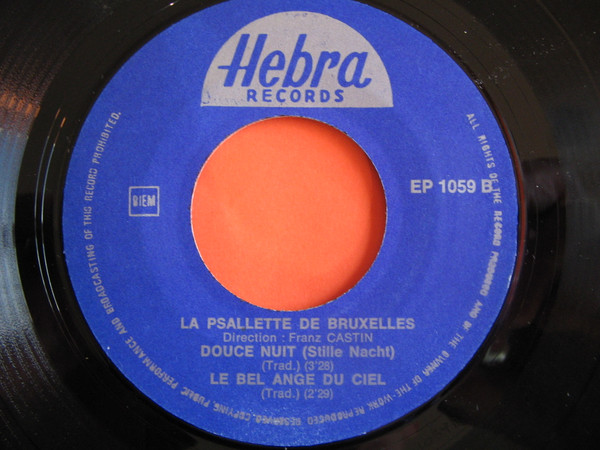 Hebra
RECORDS
BIEM
EP 1059 B
LA PSALLETTE DE BRUXELLES
Direction : Franz CASTIN
DOUCE NUIT (Stille Nacht)
(Trad.) (3'28)
LE BEL ANGE DU CIEL
(Trad.) (2'29)
ALL RIGHTS OF THE RECORD PRODUCER AND OF THE OWNER OF THE WORK REPRODUCED RESERVED. COPYING, PUBLIC PERFORMANCE AND BROADCASTING OF THIS RECORD PROHIBITED.